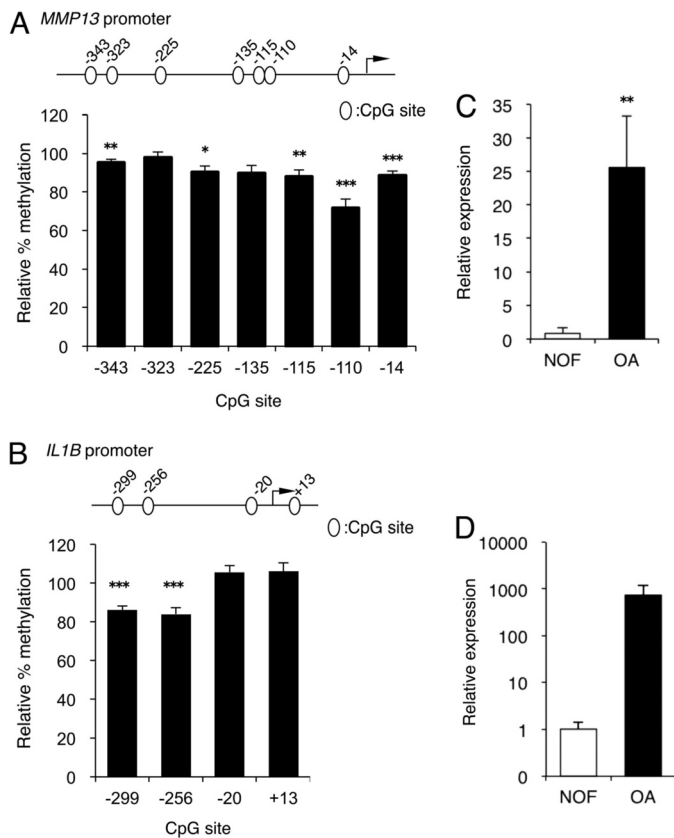 A MMP13 promoter
-343
-323
-225
-135
-115
-110
-14
:CpG site
120
100
80
60
40
20
0
Relative % methylation
** * ** *** ***
-343 -323 -225 -135 -115 -110 -14
CpG site
C
35
30
25
20
15
10
5
0
Relative expression
**
NOF OA
B IL1B promoter
-299
-256
-20
+13
:CpG site
120
100
80
60
40
20
0
Relative % methylation
*** ***
-299 -256 -20 +13
CpG site
D
10000
1000
100
10
1
0
Relative expression
NOF OA